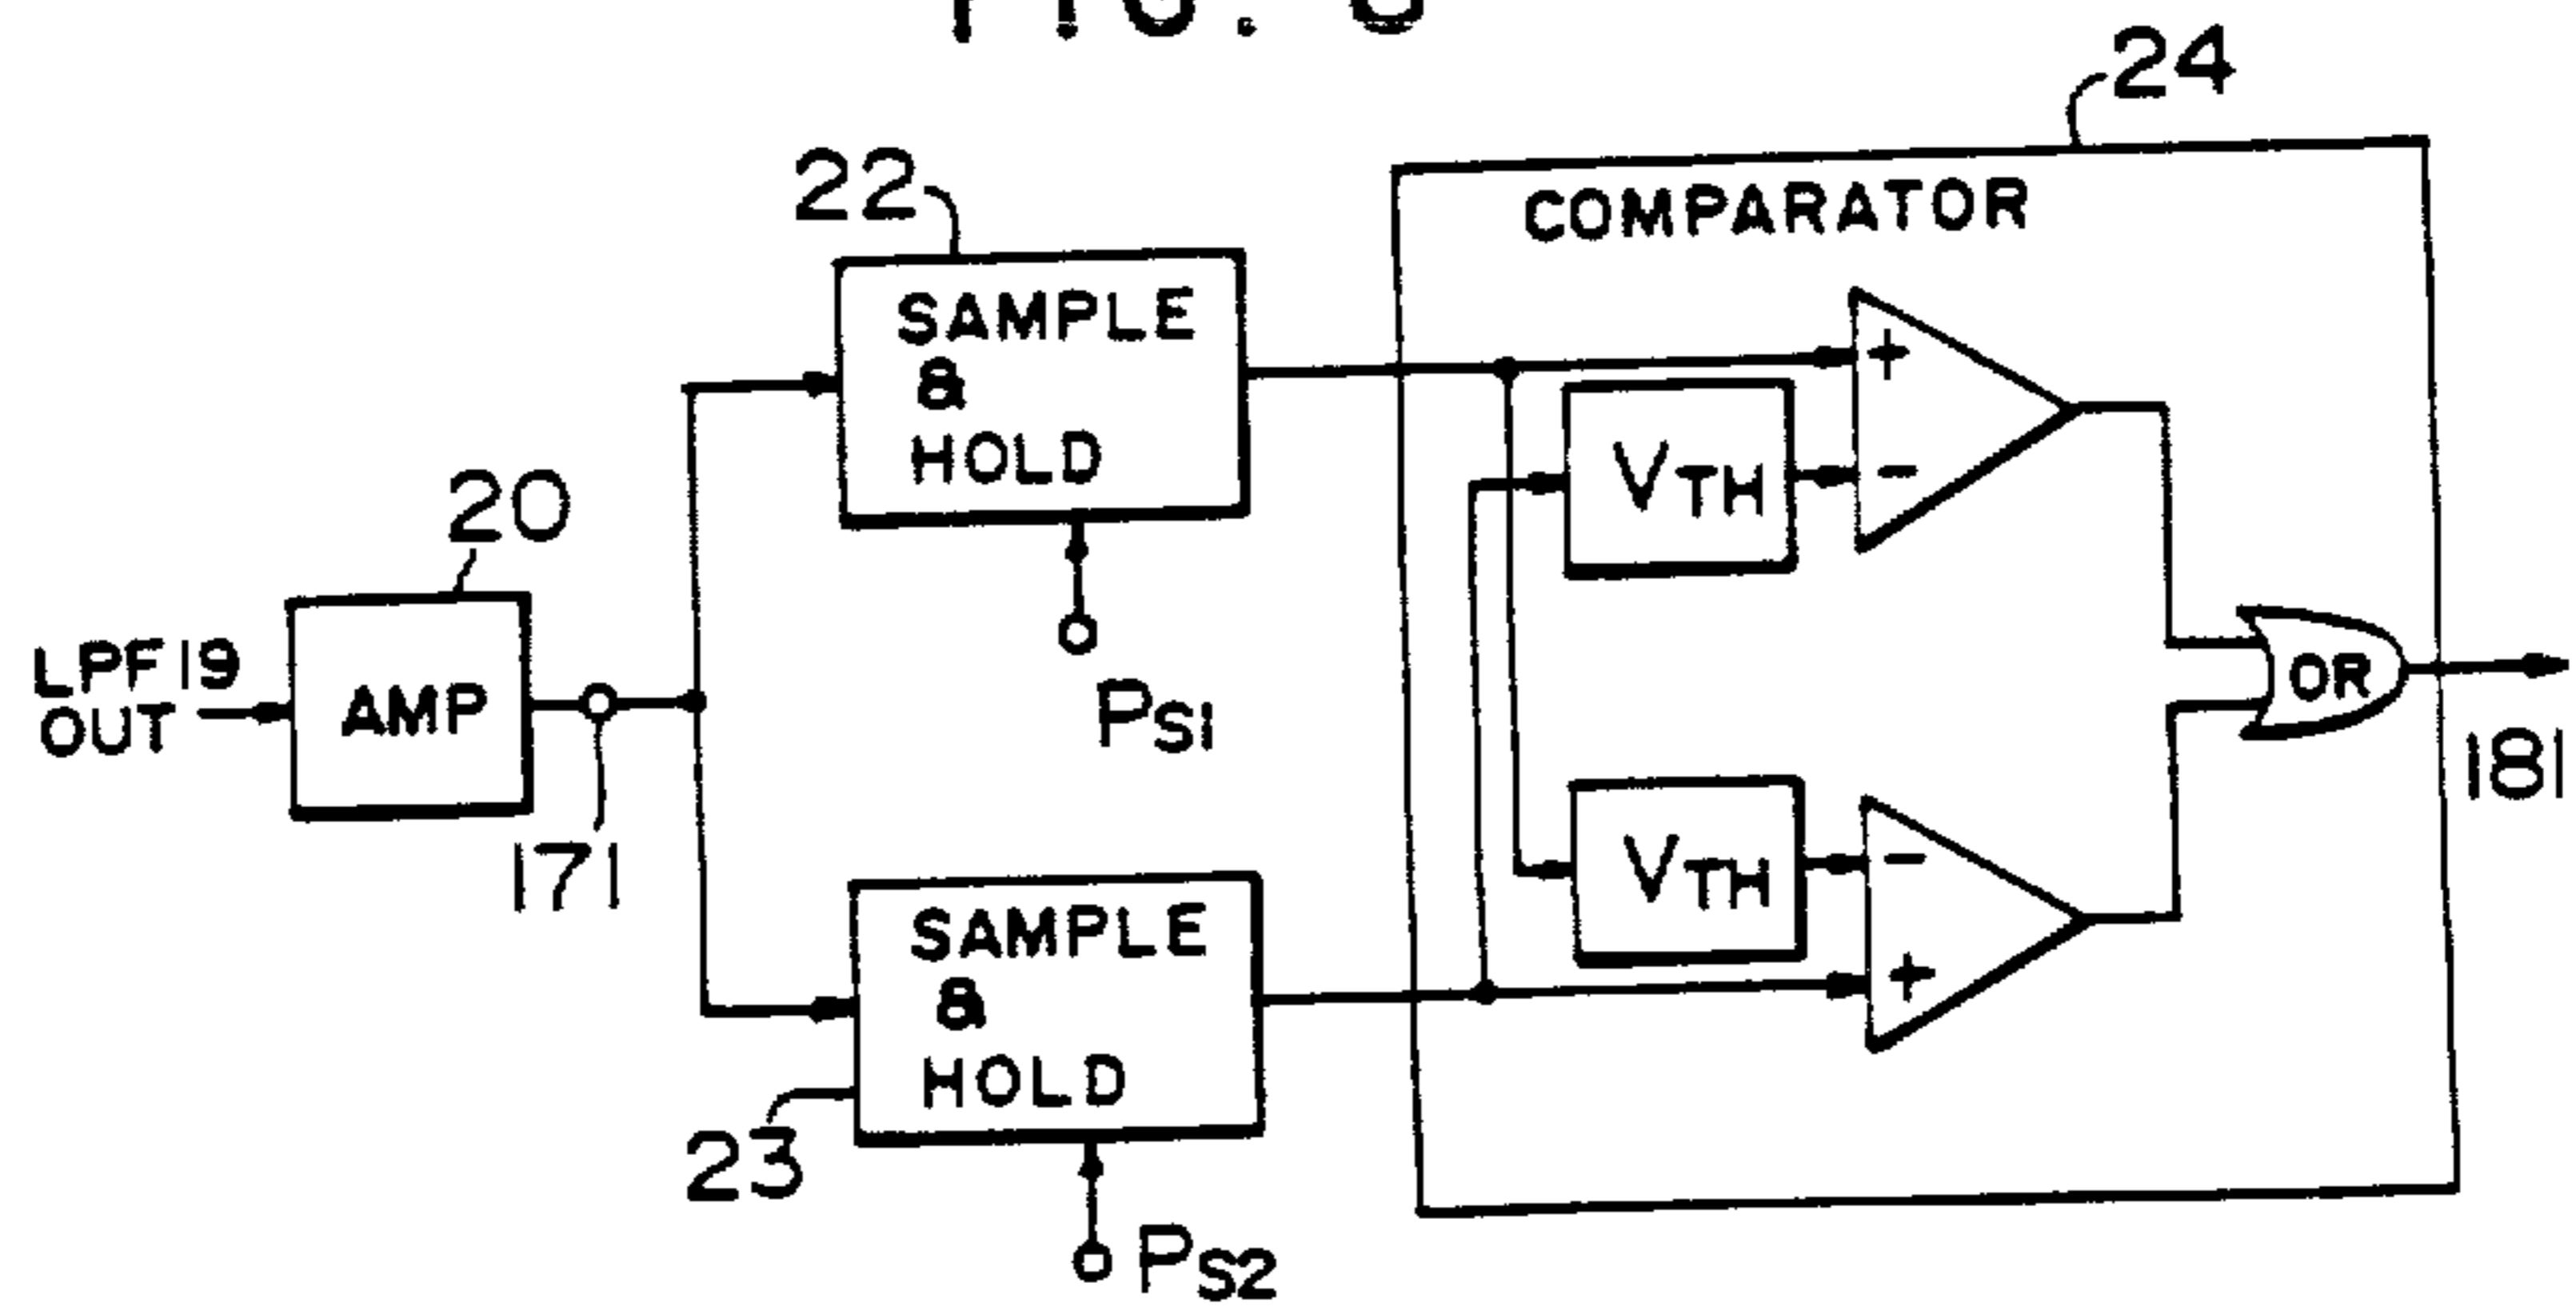 24
22
COMPARATOR
SAMPLE
&
HOLD
+
-
VTH
20
LPF19
OUT
AMP
171
PS1
OR
181
VTH
-
+
SAMPLE
&
HOLD
23
PS2